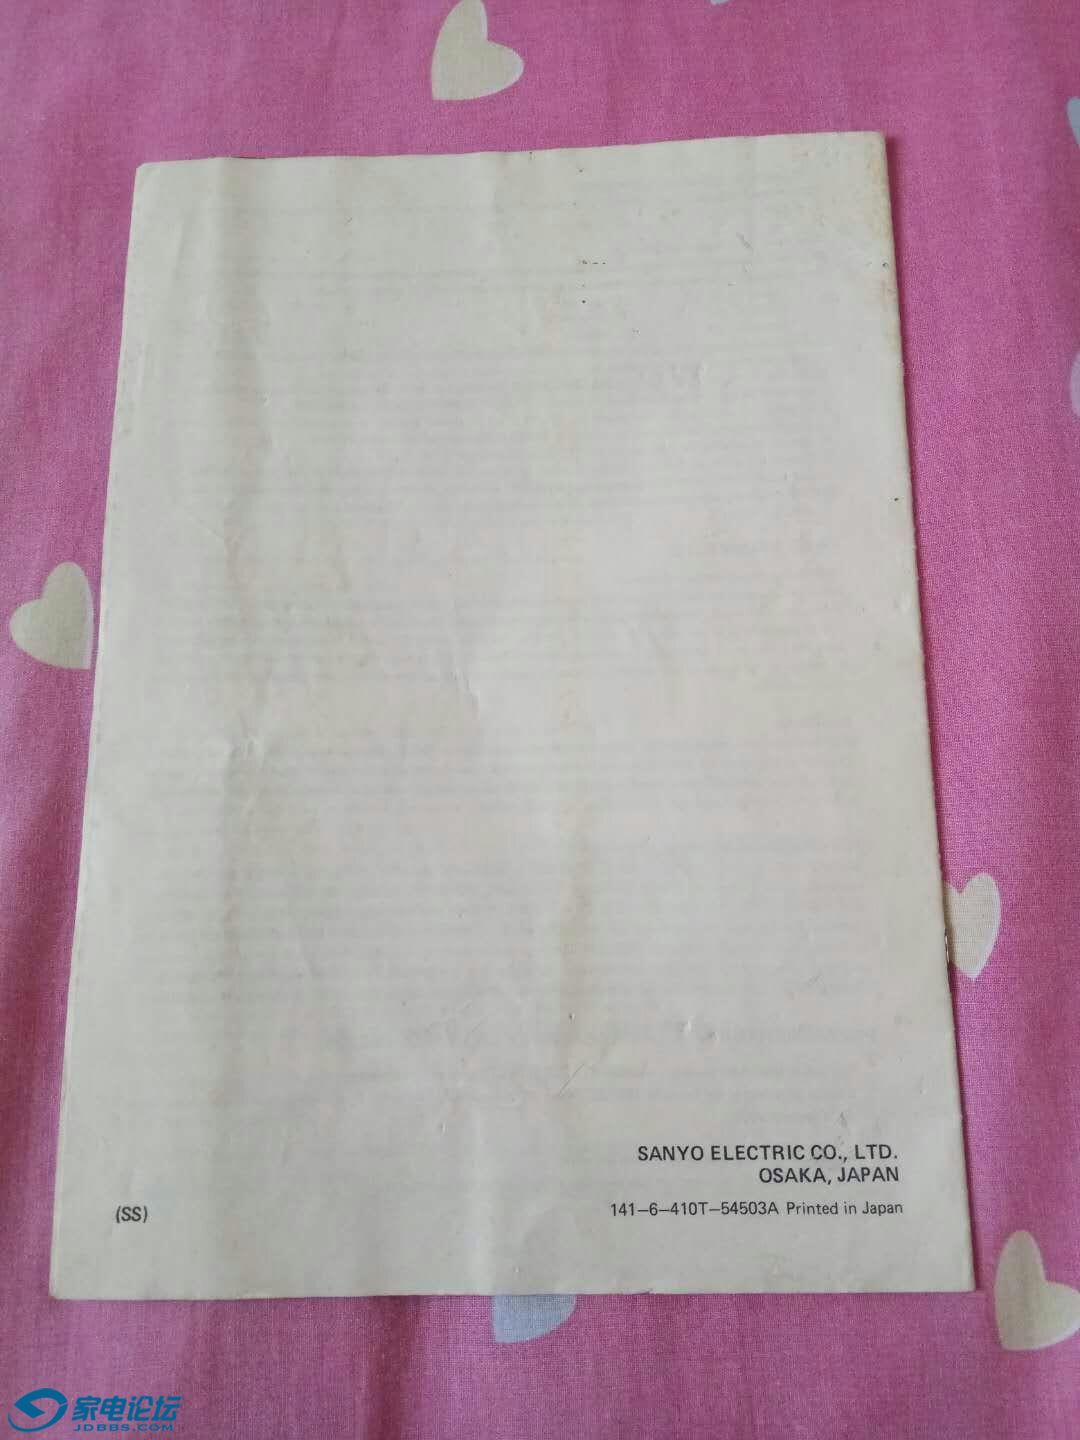 SANYO ELECTRIC CO., LTD.
OSAKA, JAPAN
(SS)
141–6–410T–54503A Printed in Japan
家电论坛
JDBBS.COM